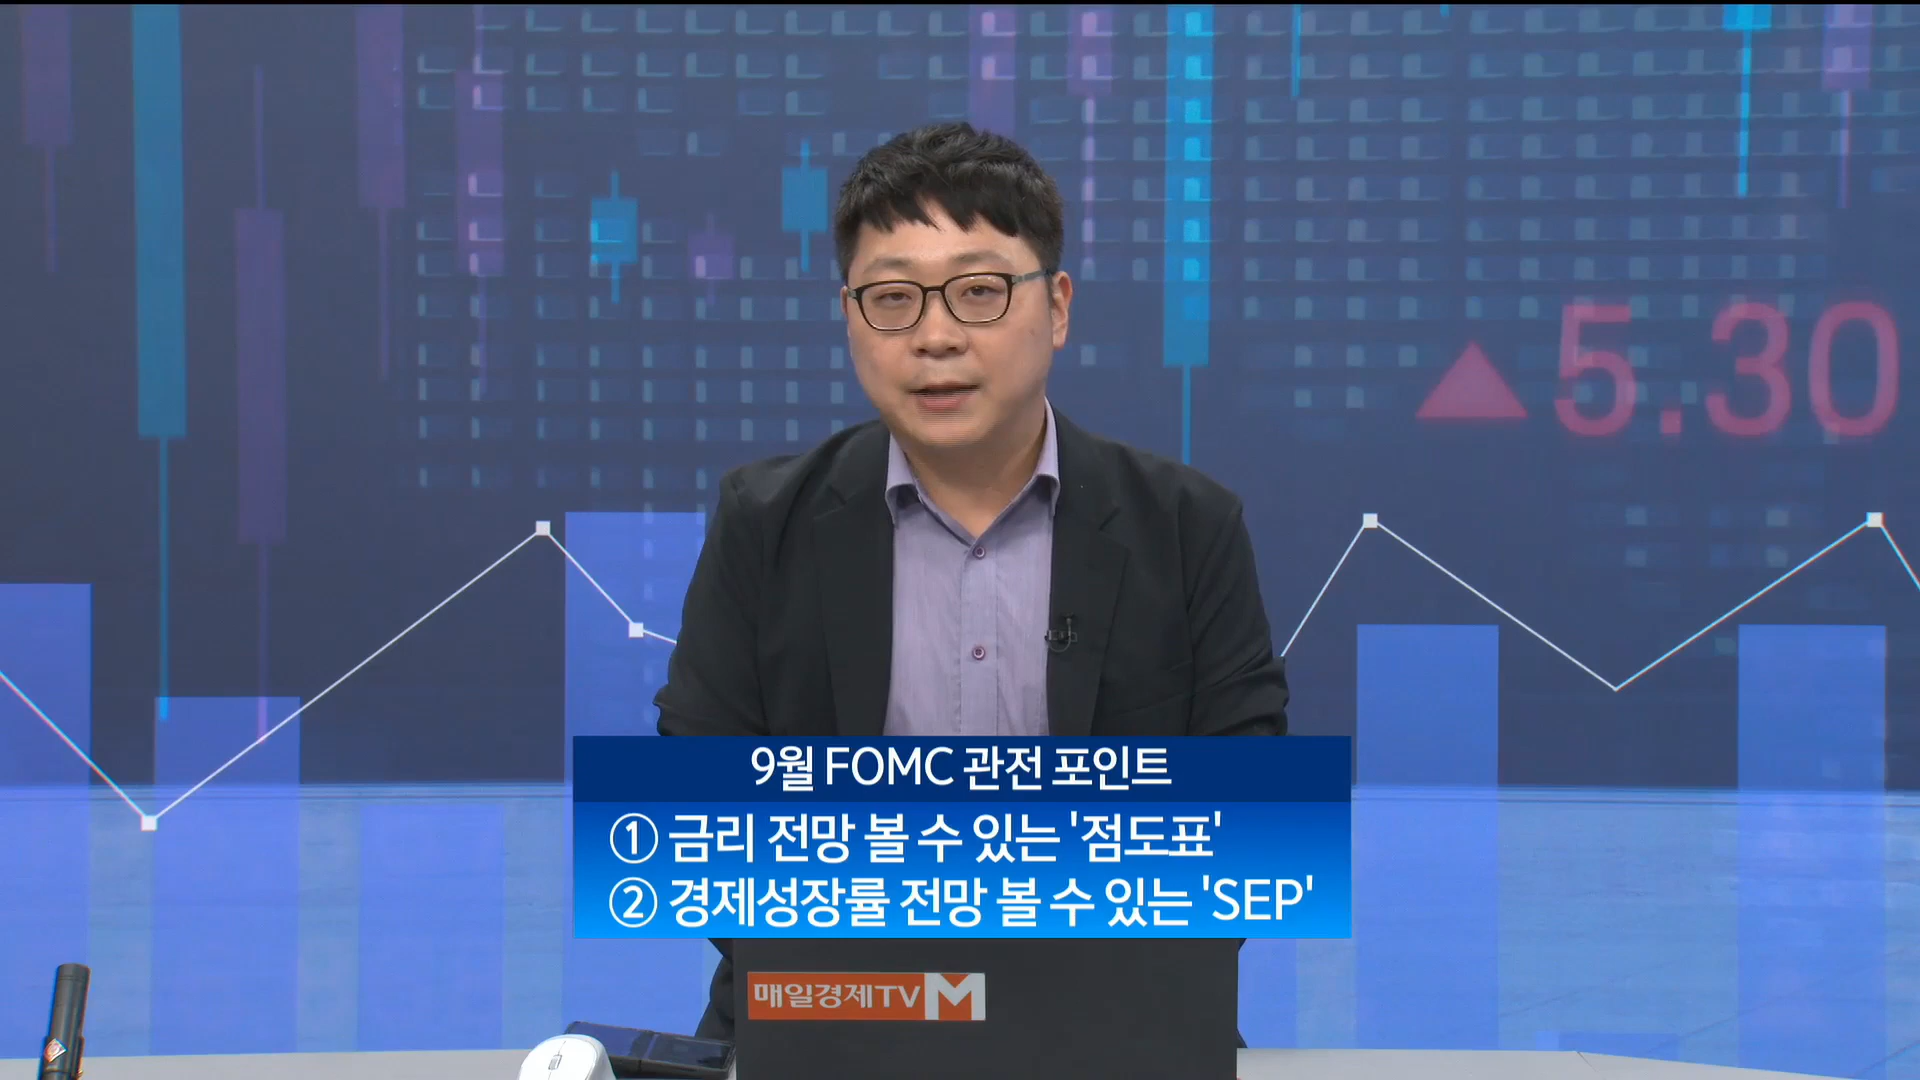 ▲5.30
9월 FOMC 관전 포인트
① 금리 전망 볼 수 있는 '점도표'
② 경제성장률 전망 볼 수 있는 'SEP'
매일경제TV M